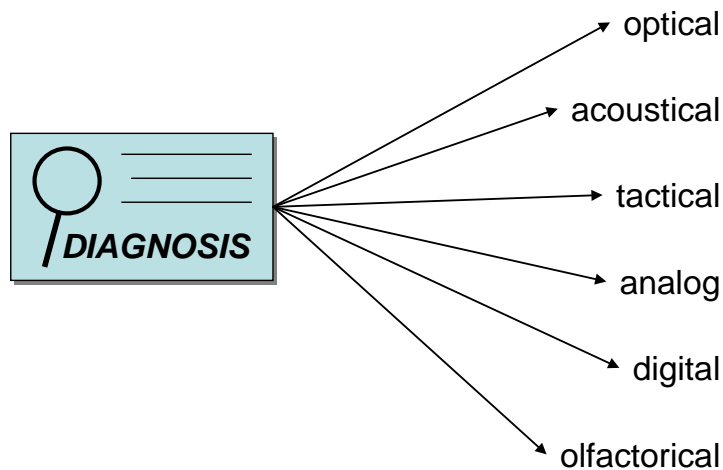 DIAGNOSIS
optical
acoustical
tactical
analog
digital
olfactorical